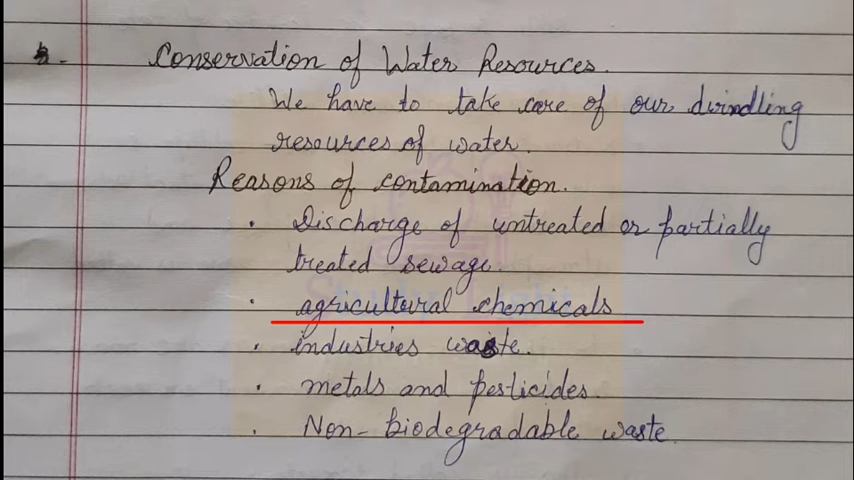 5. Conservation of Water Resources.
We have to take care of our dwindling
resources of water.
Reasons of contamination.
• Discharge of untreated or partially
treated sewage.
• agricultural chemicals
• industries waste.
• metals and pesticides.
• Non-biodegradable waste.